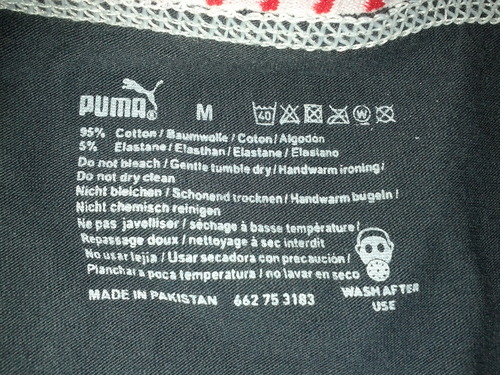 PUMA® M 40 W
95% Cotton / Baumwolle / Coton / Algodón
5% Elastane / Elasthan / Elastane / Elastano
Do not bleach / Gentle tumble dry / Handwarm ironing /
Do not dry clean
Nicht bleichen / Schonend trocknen / Handwarm bugeln /
Nicht chemisch reinigen
Ne pas javelliser / séchage à basse température /
Repassage doux / nettoyage à sec interdit
No usar lejia / Usar secadora con precaución /
Planchar a poca temperatura / no lavar en seco
MADE IN PAKISTAN 662 75 3183
WASH AFTER
USE